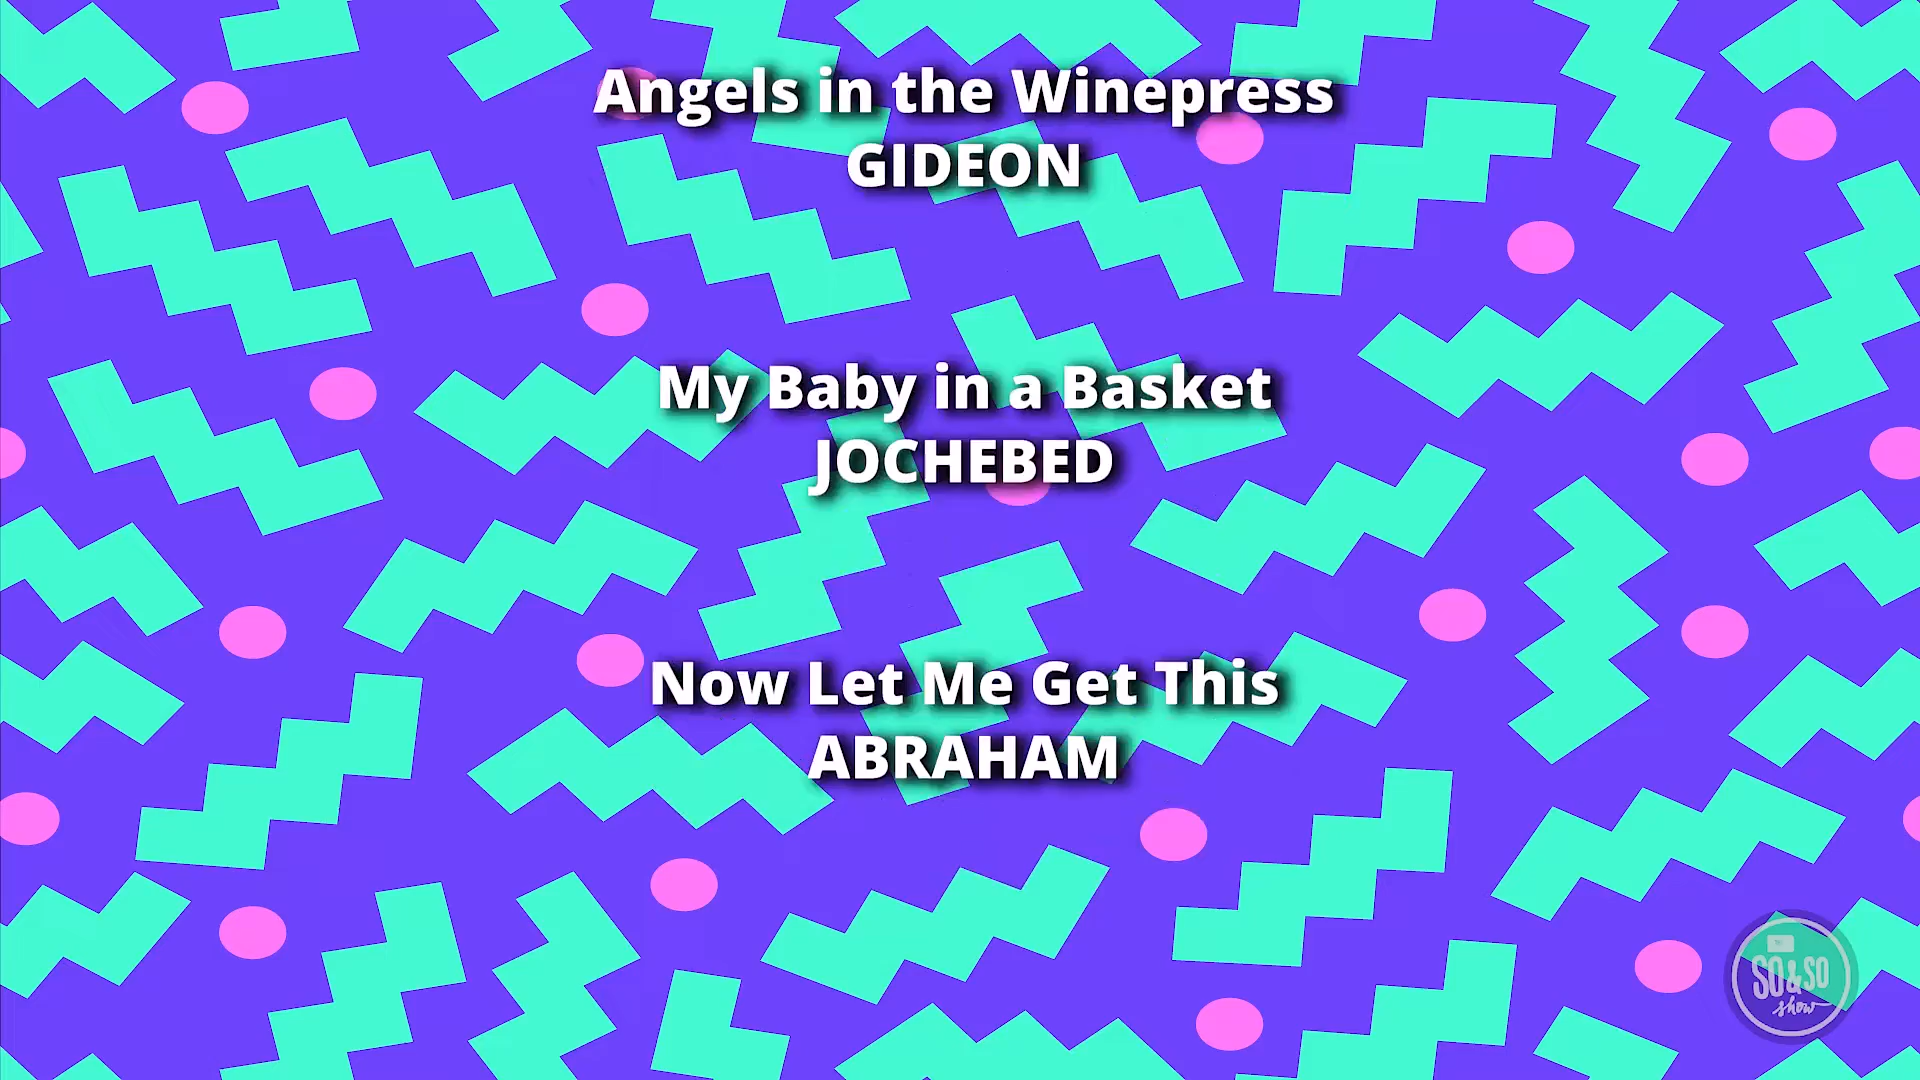 Angels in the Winepress
GIDEON
My Baby in a Basket
JOCHEBED
Now Let Me Get This
ABRAHAM
SO & SO
show